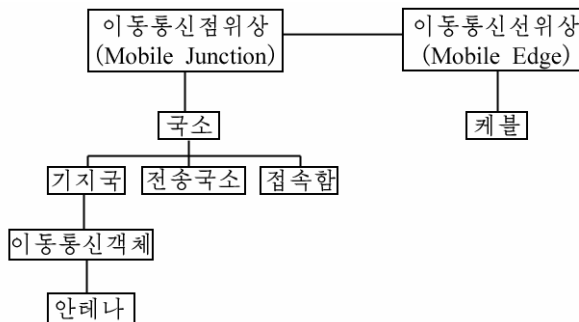 이동통신점위상
(Mobile Junction)
이동통신선위상
(Mobile Edge)
국소
케블
기지국
전송국소
접속함
이동통신객체
안테나